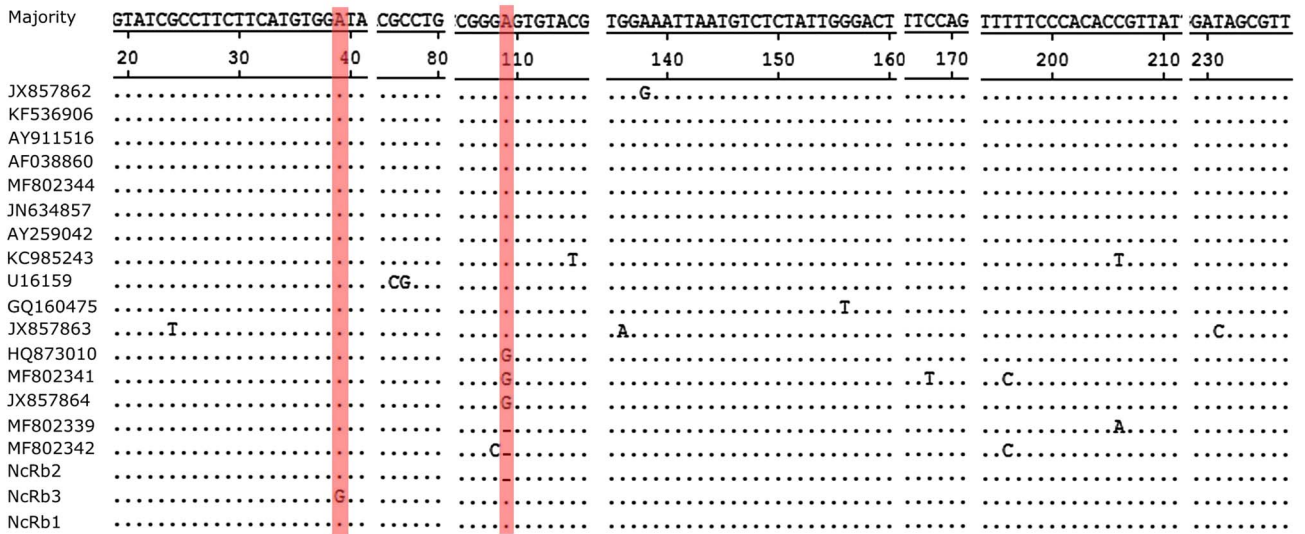 Majority GTATCGCCTTCTTCATGTGGATA CGCCTG CGGGAGTGTACG TGGAAATTAATGTCTCTATTGGGACT TTCCAG TTTTTCCCACACCGTTAT GATAGCGTT
20 30 40 80 110 140 150 160 170 200 210 230
JX857862 ....................... ...... ............ ...G...................... ...... .................. .........
KF536906 ....................... ...... ............ .......................... ...... .................. .........
AY911516 ....................... ...... ............ .......................... ...... .................. .........
AF038860 ....................... ...... ............ .......................... ...... .................. .........
MF802344 ....................... ...... ............ .......................... ...... .................. .........
JN634857 ....................... ...... ............ .......................... ...... .................. .........
AY259042 ....................... ...... ............ .......................... ...... .................. .........
KC985243 ....................... ...... ..........T. .......................... ...... ............T..... .........
U16159 ....................... .CG... ............ .......................... ...... .................. .........
GQ160475 ....................... ...... ............ .....................T.... ...... .................. .........
JX857863 .....T................. ...... ............ .A........................ ...... .................. ..C......
HQ873010 ....................... ...... ....G....... .......................... ...... .................. .........
MF802341 ....................... ...... ....G....... .......................... ..T... ..C............... .........
JX857864 ....................... ...... ....G....... .......................... ...... .................. .........
MF802339 ....................... ...... ...._....... .......................... ...... ............A..... .........
MF802342 ....................... ...... ...C_....... .......................... ...... ..C............... .........
NcRb2 ....................... ...... ...._....... .......................... ...... .................. .........
NcRb3 ....................G.. ...... ............ .......................... ...... .................. .........
NcRb1 ....................... ...... ............ .......................... ...... .................. .........